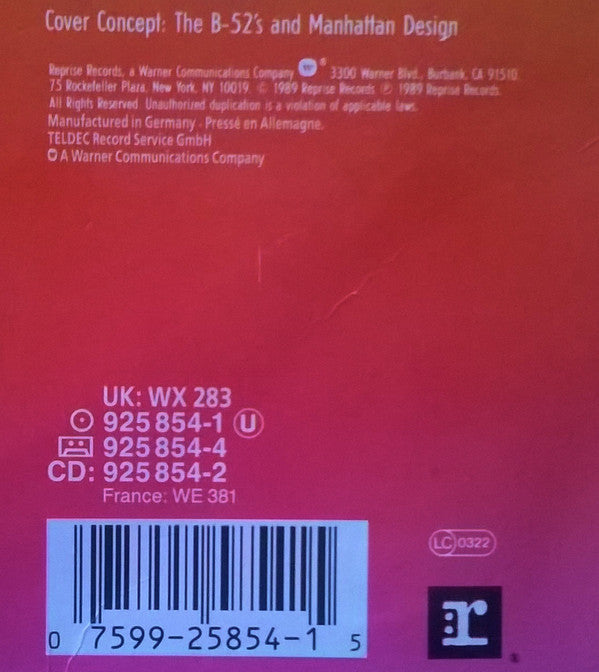 Cover Concept: The B-52's and Manhattan Design
Reprise Records, a Warner Communications Company W ® 3300 Warner Blvd., Burbank, CA 91510.
75 Rockefeller Plaza, New York, NY 10019. © 1989 Reprise Records ℗ 1989 Reprise Records.
All Rights Reserved. Unauthorized duplication is a violation of applicable laws.
Manufactured in Germany · Pressé en Allemagne.
TELDEC Record Service GmbH
A Warner Communications Company
UK: WX 283
925 854-1 U
925 854-4
CD: 925 854-2
France: WE 381
LC 0322
0 7599-25854-1 5
r: